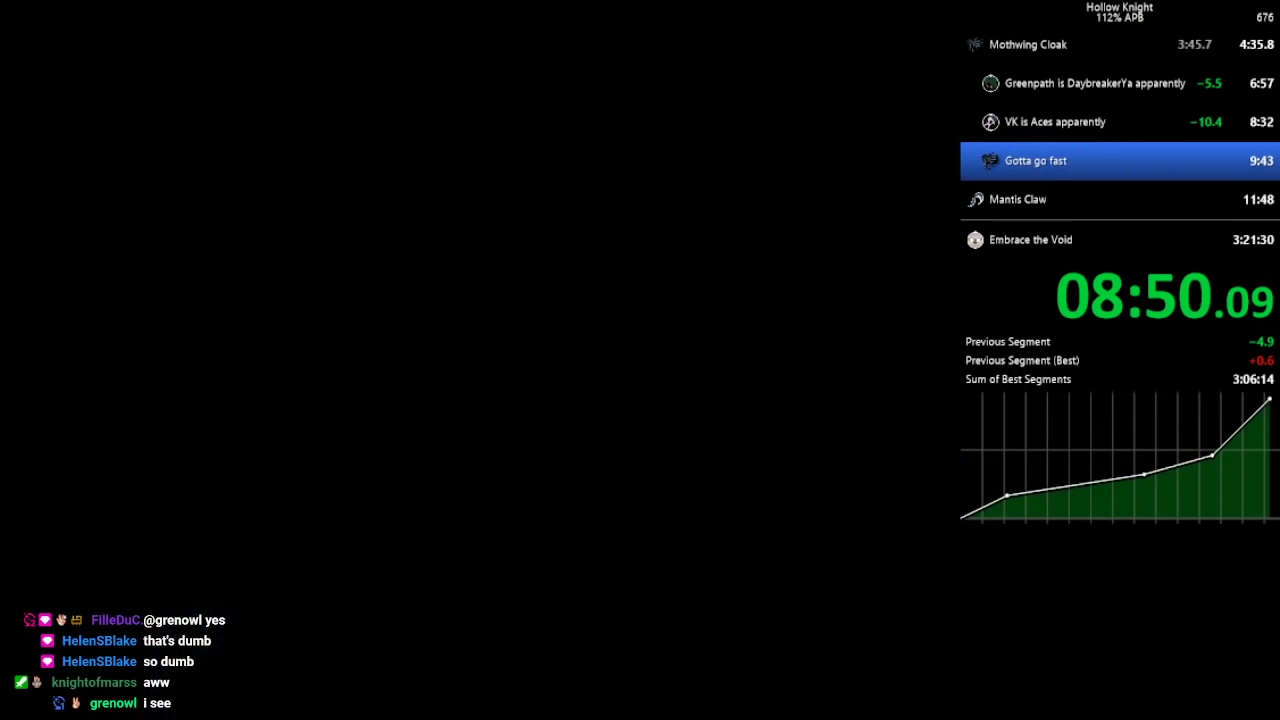 Hollow Knight
112% APB
676
Mothwing Cloak 3:45.7 4:35.8
Greenpath is DaybreakerYa apparently −5.5 6:57
VK is Aces apparently −10.4 8:32
Gotta go fast 9:43
Mantis Claw 11:48
Embrace the Void 3:21:30
08:50.09
Previous Segment −4.9
Previous Segment (Best) +0.6
Sum of Best Segments 3:06:14
FilleDuC. @grenowl yes
HelenSBlake that's dumb
HelenSBlake so dumb
knightofmarss aww
grenowl i see